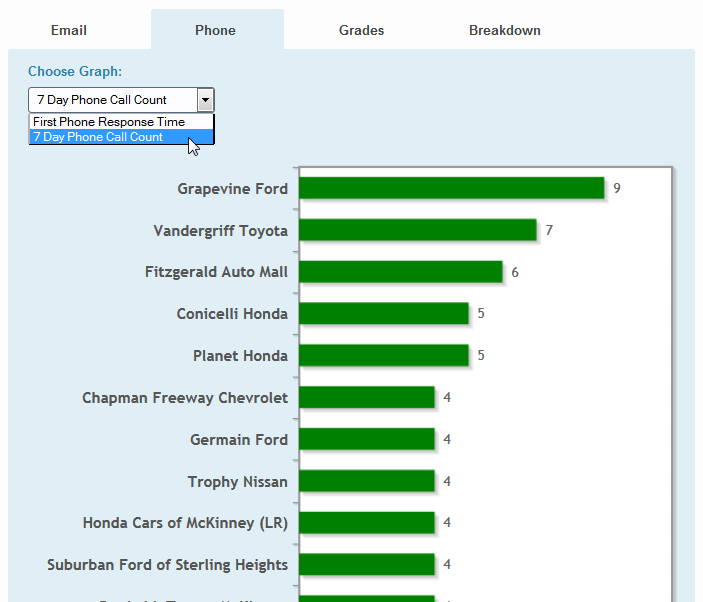 Email Phone Grades Breakdown
Choose Graph:
7 Day Phone Call Count
First Phone Response Time
7 Day Phone Call Count
Grapevine Ford 9
Vandergriff Toyota 7
Fitzgerald Auto Mall 6
Conicelli Honda 5
Planet Honda 5
Chapman Freeway Chevrolet 4
Germain Ford 4
Trophy Nissan 4
Honda Cars of McKinney (LR) 4
Suburban Ford of Sterling Heights 4